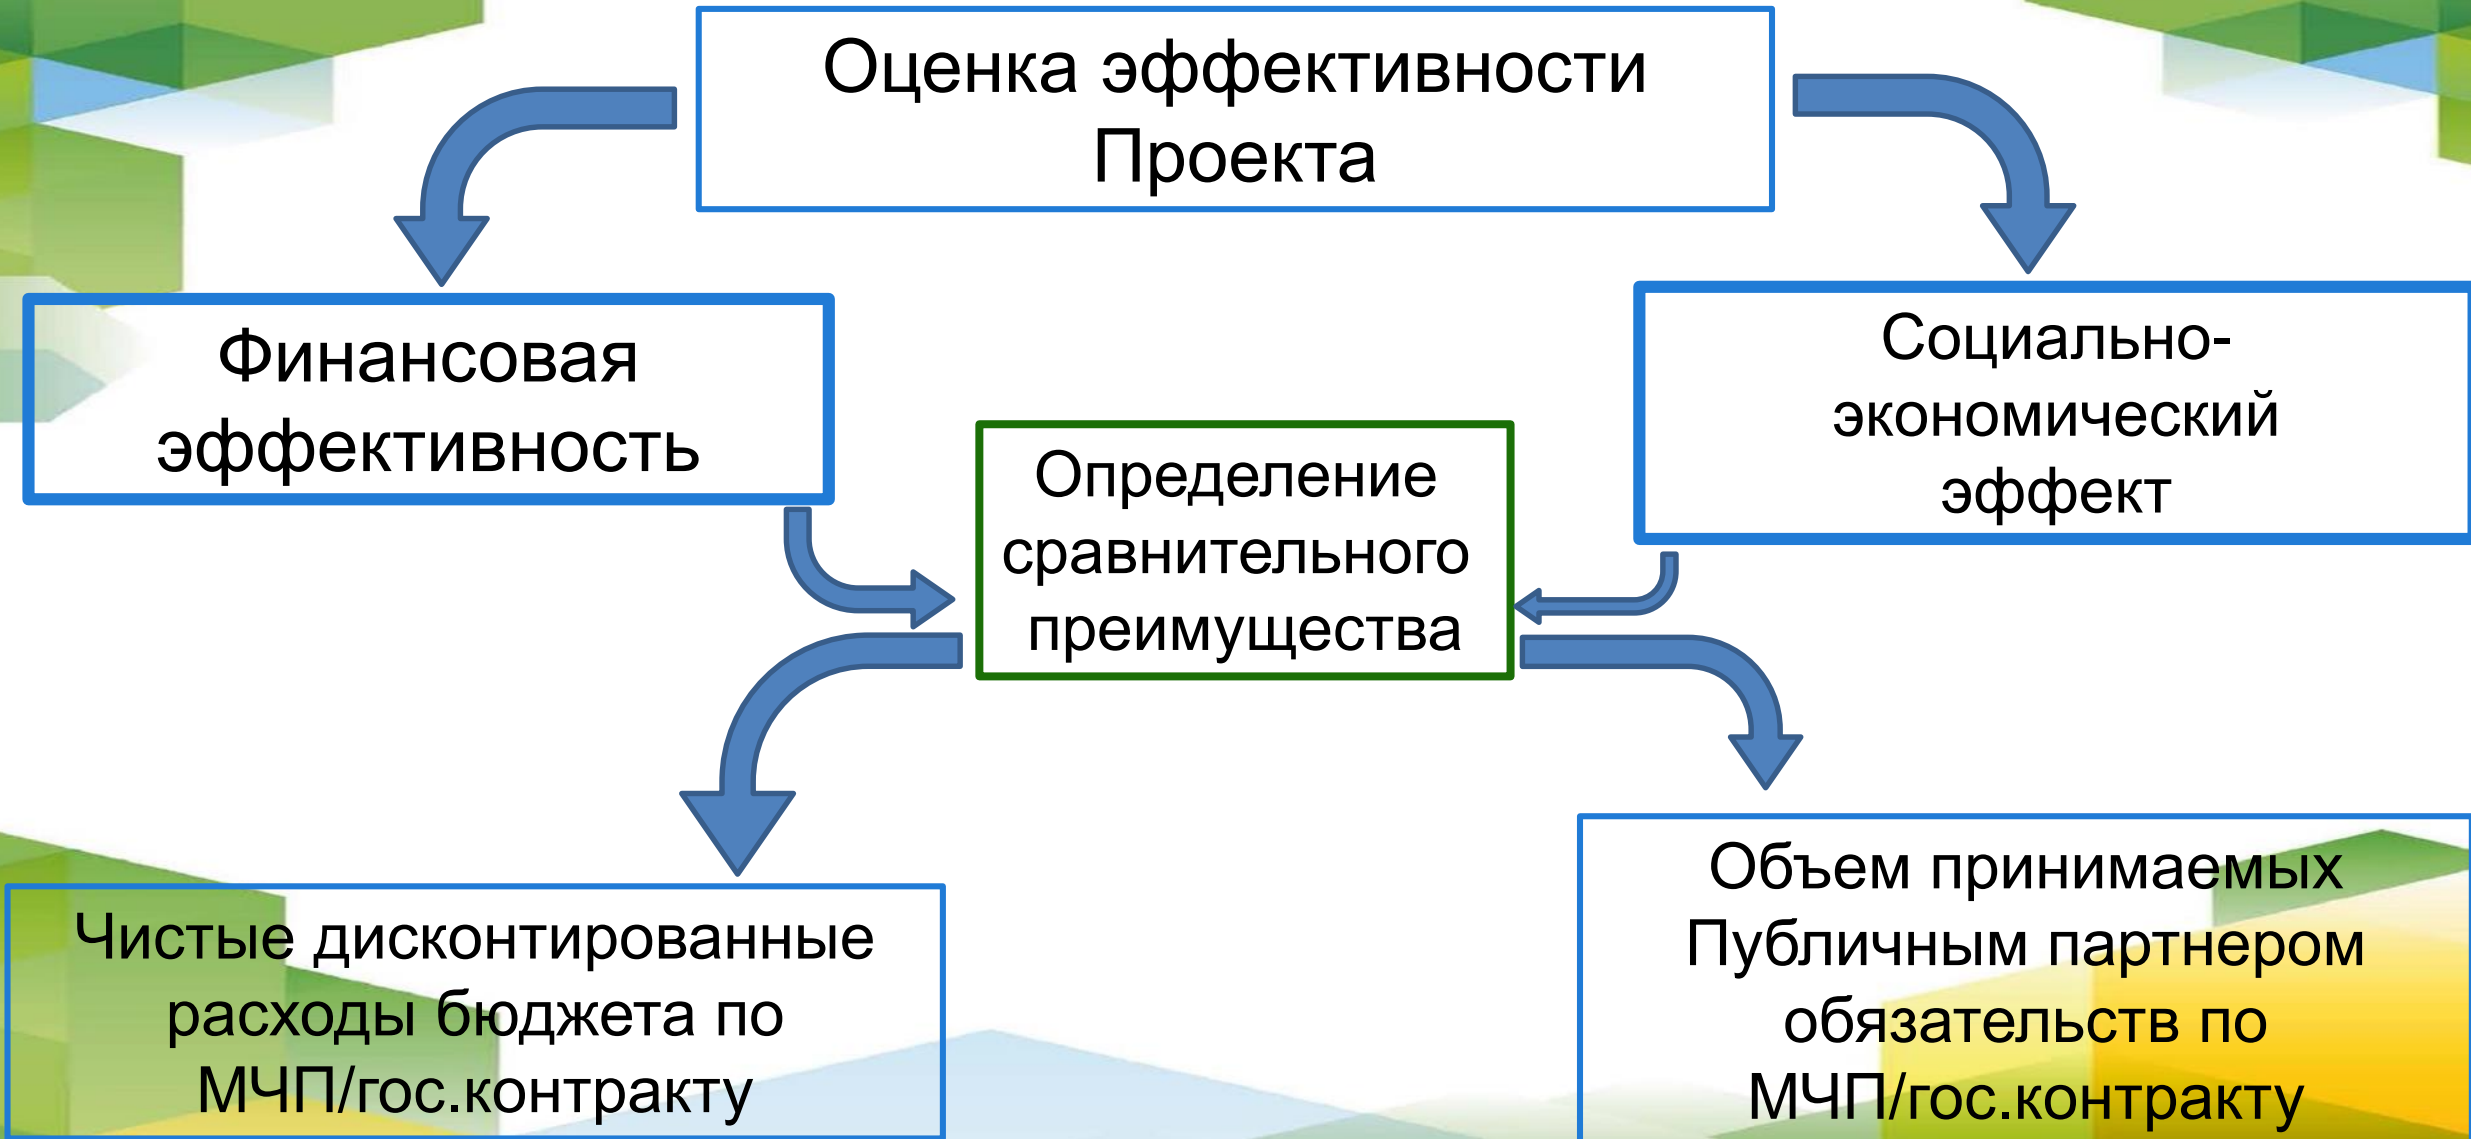 Оценка эффективности
Проекта
Финансовая
эффективность
Социально-
экономический
эффект
Определение
сравнительного
преимущества
Чистые дисконтированные
расходы бюджета по
МЧП/гос.контракту
Объем принимаемых
Публичным партнером
обязательств по
МЧП/гос.контракту